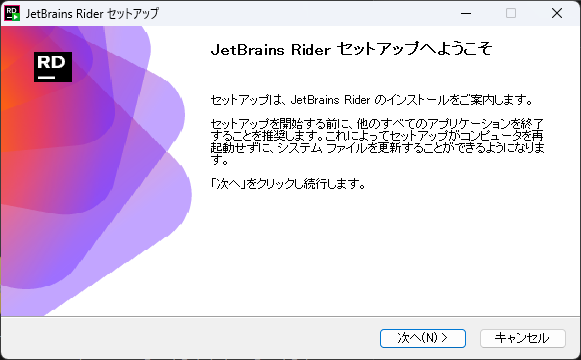 JetBrains Rider セットアップ
RD
JetBrains Rider セットアップへようこそ
セットアップは、JetBrains Rider のインストールをご案内します。
セットアップを開始する前に、他のすべてのアプリケーションを終了
することを推奨します。これによってセットアップがコンピュータを再
起動せずに、システム ファイルを更新することができるようになりま
す。
「次へ」をクリックし続行します。
次へ(N) >
キャンセル